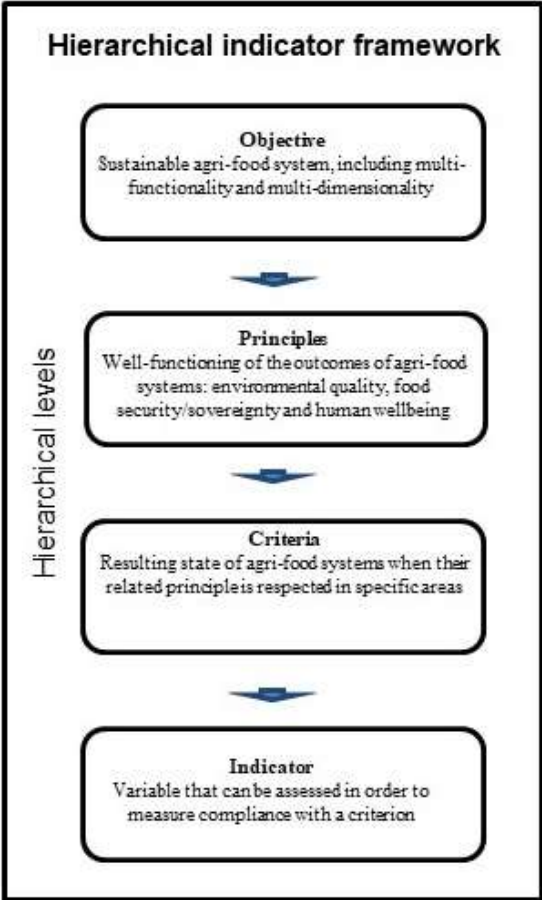 Hierarchical indicator framework
Hierarchical levels
Objective
Sustainable agri-food system, including multi-
functionality and multi-dimensionality
Principles
Well-functioning of the outcomes of agri-food
systems: environmental quality, food
security/sovereignty and human wellbeing
Criteria
Resulting state of agri-food systems when their
related principle is respected in specific areas
Indicator
Variable that can be assessed in order to
measure compliance with a criterion